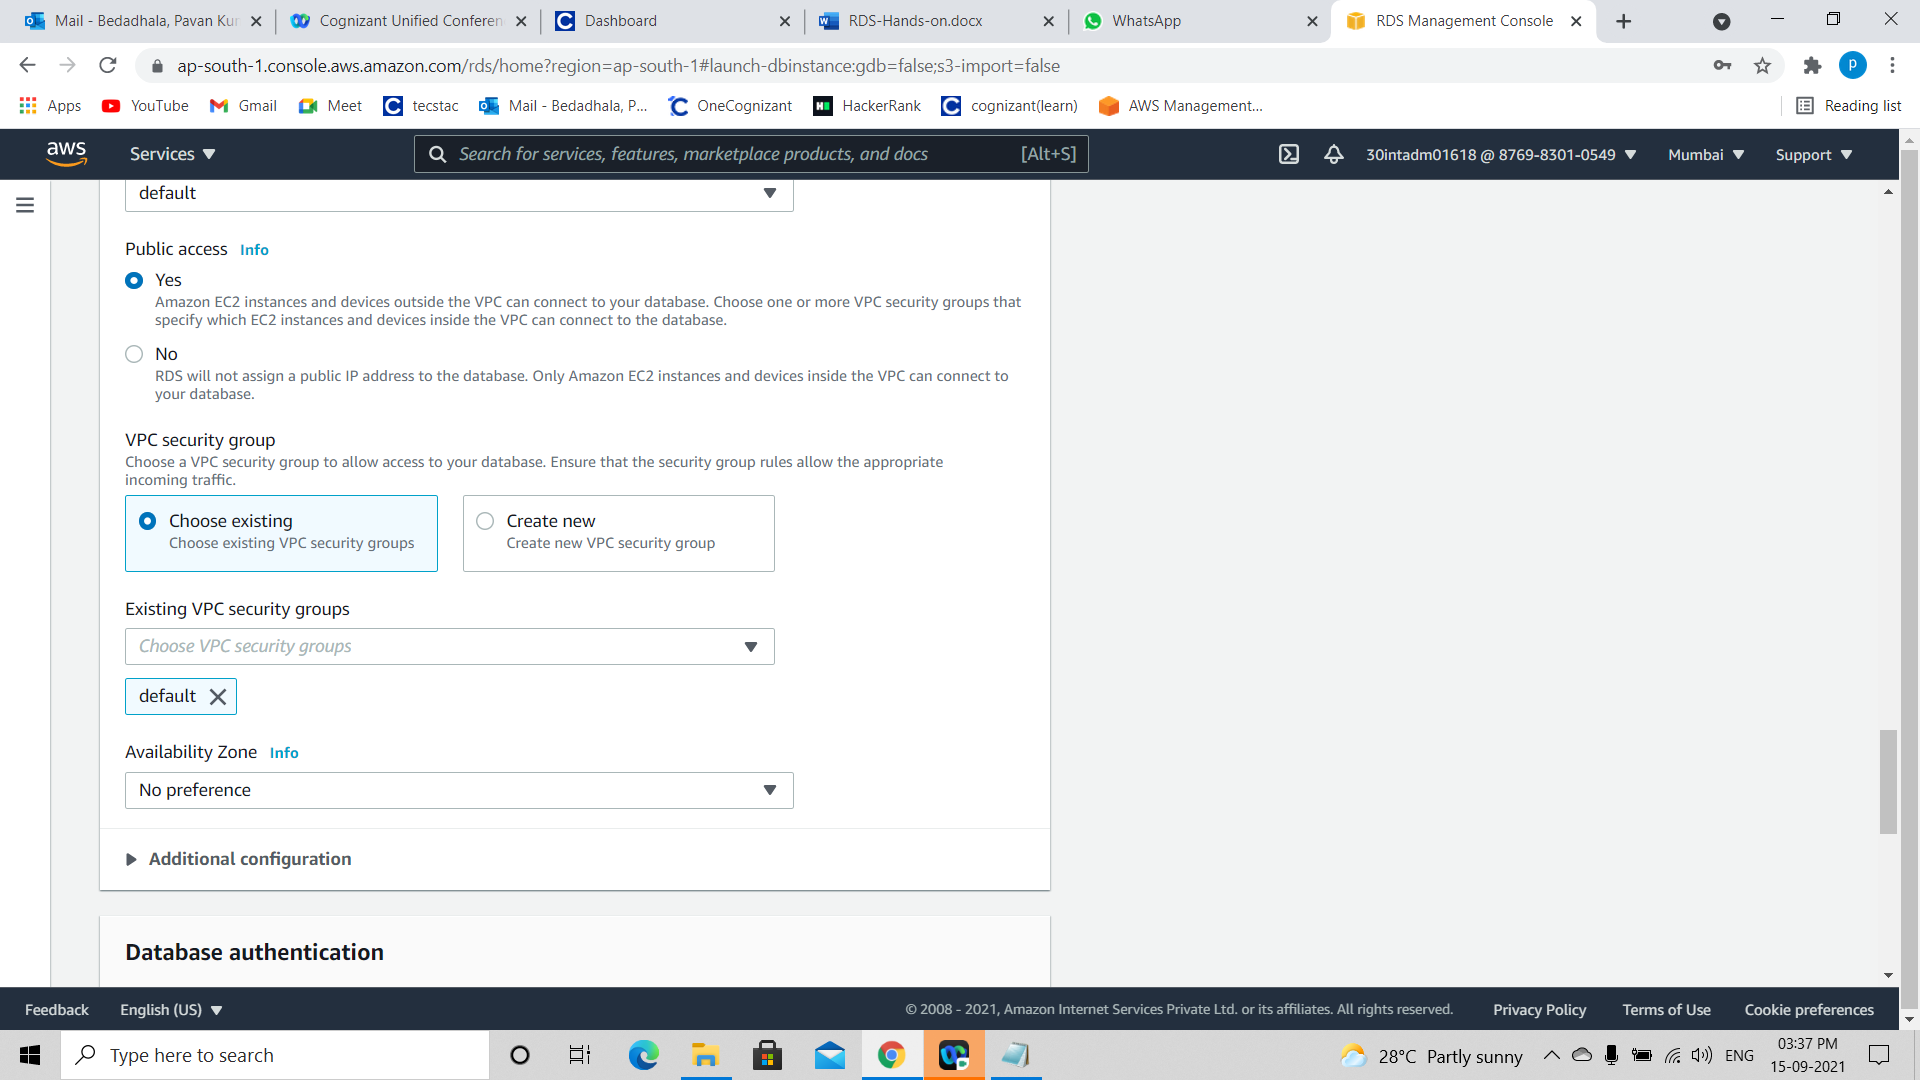 Mail - Bedadhala, Pavan Kur
Cognizant Unified Conferen
Dashboard
RDS-Hands-on.docx
WhatsApp
RDS Management Console
ap-south-1.console.aws.amazon.com/rds/home?region=ap-south-1#launch-dbinstance:gdb=false;s3-import=false
P
Apps
YouTube
Gmail
Meet
tecstac
Mail - Bedadhala, P...
OneCognizant
HackerRank
cognizant(learn)
AWS Management...
Reading list
aws
Services
Search for services, features, marketplace products, and docs
[Alt+S]
30intadm01618 @ 8769-8301-0549
Mumbai
Support
default
Public access Info
Yes
Amazon EC2 instances and devices outside the VPC can connect to your database. Choose one or more VPC security groups that
specify which EC2 instances and devices inside the VPC can connect to the database.
No
RDS will not assign a public IP address to the database. Only Amazon EC2 instances and devices inside the VPC can connect to
your database.
VPC security group
Choose a VPC security group to allow access to your database. Ensure that the security group rules allow the appropriate
incoming traffic.
Choose existing
Choose existing VPC security groups
Create new
Create new VPC security group
Existing VPC security groups
Choose VPC security groups
default
Availability Zone Info
No preference
Additional configuration
Database authentication
Feedback
English (US)
© 2008 - 2021, Amazon Internet Services Private Ltd. or its affiliates. All rights reserved.
Privacy Policy
Terms of Use
Cookie preferences
Type here to search
28°C Partly sunny
ENG
03:37 PM
15-09-2021